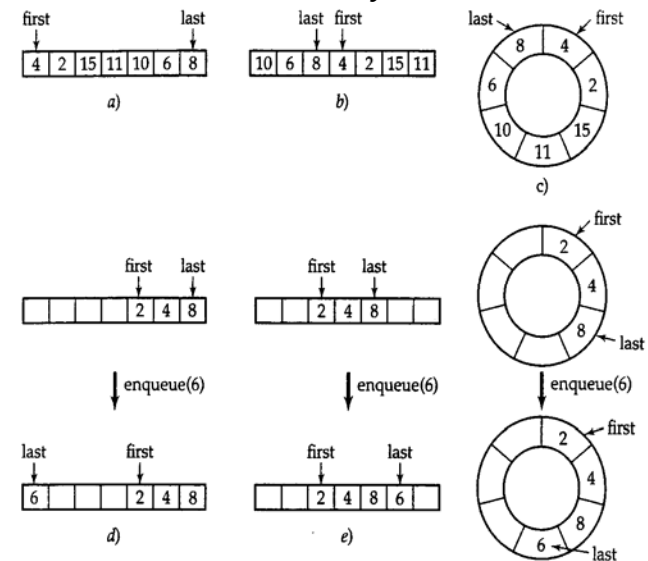 first last
4 2 15 11 10 6 8
a)
last first
10 6 8 4 2 15 11
b)
last first
8 4
6 2
10 15
11
c)
first last
2 4 8
enqueue(6)
last first
6 2 4 8
d)
first last
2 4 8
enqueue(6)
first last
2 4 8 6
e)
first
2
4
8
last
enqueue(6)
first
2
4
8
6
last